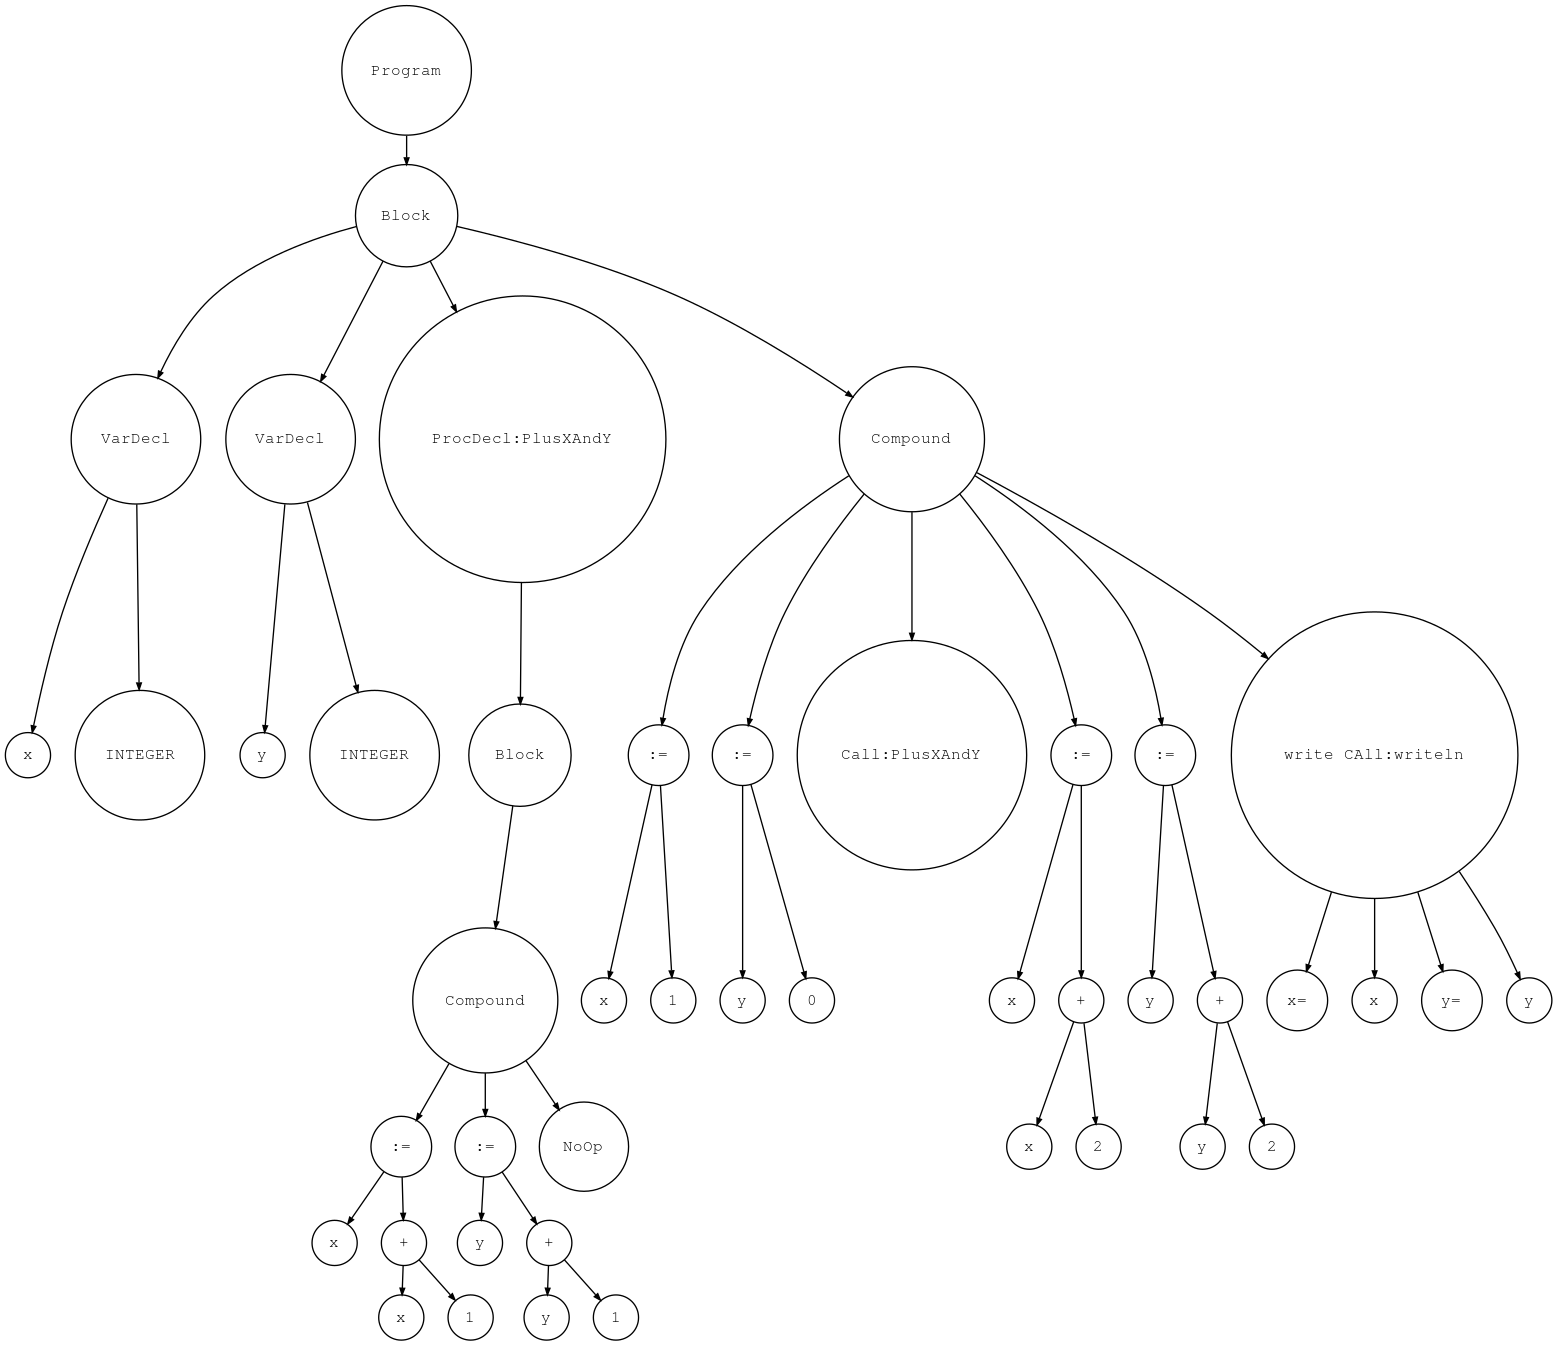 Program
Block
VarDecl
VarDecl
ProcDecl:PlusXAndY
Compound
x
INTEGER
y
INTEGER
Block
:=
:=
Call:PlusXAndY
:=
:=
write CAll:writeln
Compound
x
1
y
0
x
+
y
+
x=
x
y=
y
:=
:=
NoOp
x
2
y
2
x
+
y
+
x
1
y
1